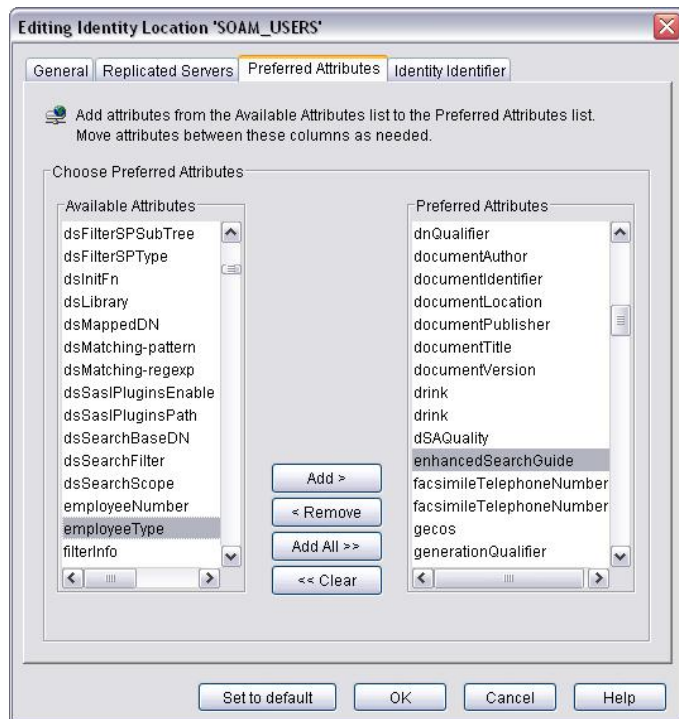 Editing Identity Location 'SOAM_USERS'
General
Replicated Servers
Preferred Attributes
Identity Identifier
Add attributes from the Available Attributes list to the Preferred Attributes list.
Move attributes between these columns as needed.
Choose Preferred Attributes
Available Attributes
dsFilterSPSubTree
dsFilterSPType
dsInitFn
dsLibrary
dsMappedDN
dsMatching-pattern
dsMatching-regexp
dsSaslPluginsEnable
dsSaslPluginsPath
dsSearchBaseDN
dsSearchFilter
dsSearchScope
employeeNumber
employeeType
filterInfo
Add >
< Remove
Add All >>
<< Clear
Preferred Attributes
dnQualifier
documentAuthor
documentIdentifier
documentLocation
documentPublisher
documentTitle
documentVersion
drink
drink
dSAQuality
enhancedSearchGuide
facsimileTelephoneNumber
facsimileTelephoneNumber
gecos
generationQualifier
Set to default
OK
Cancel
Help